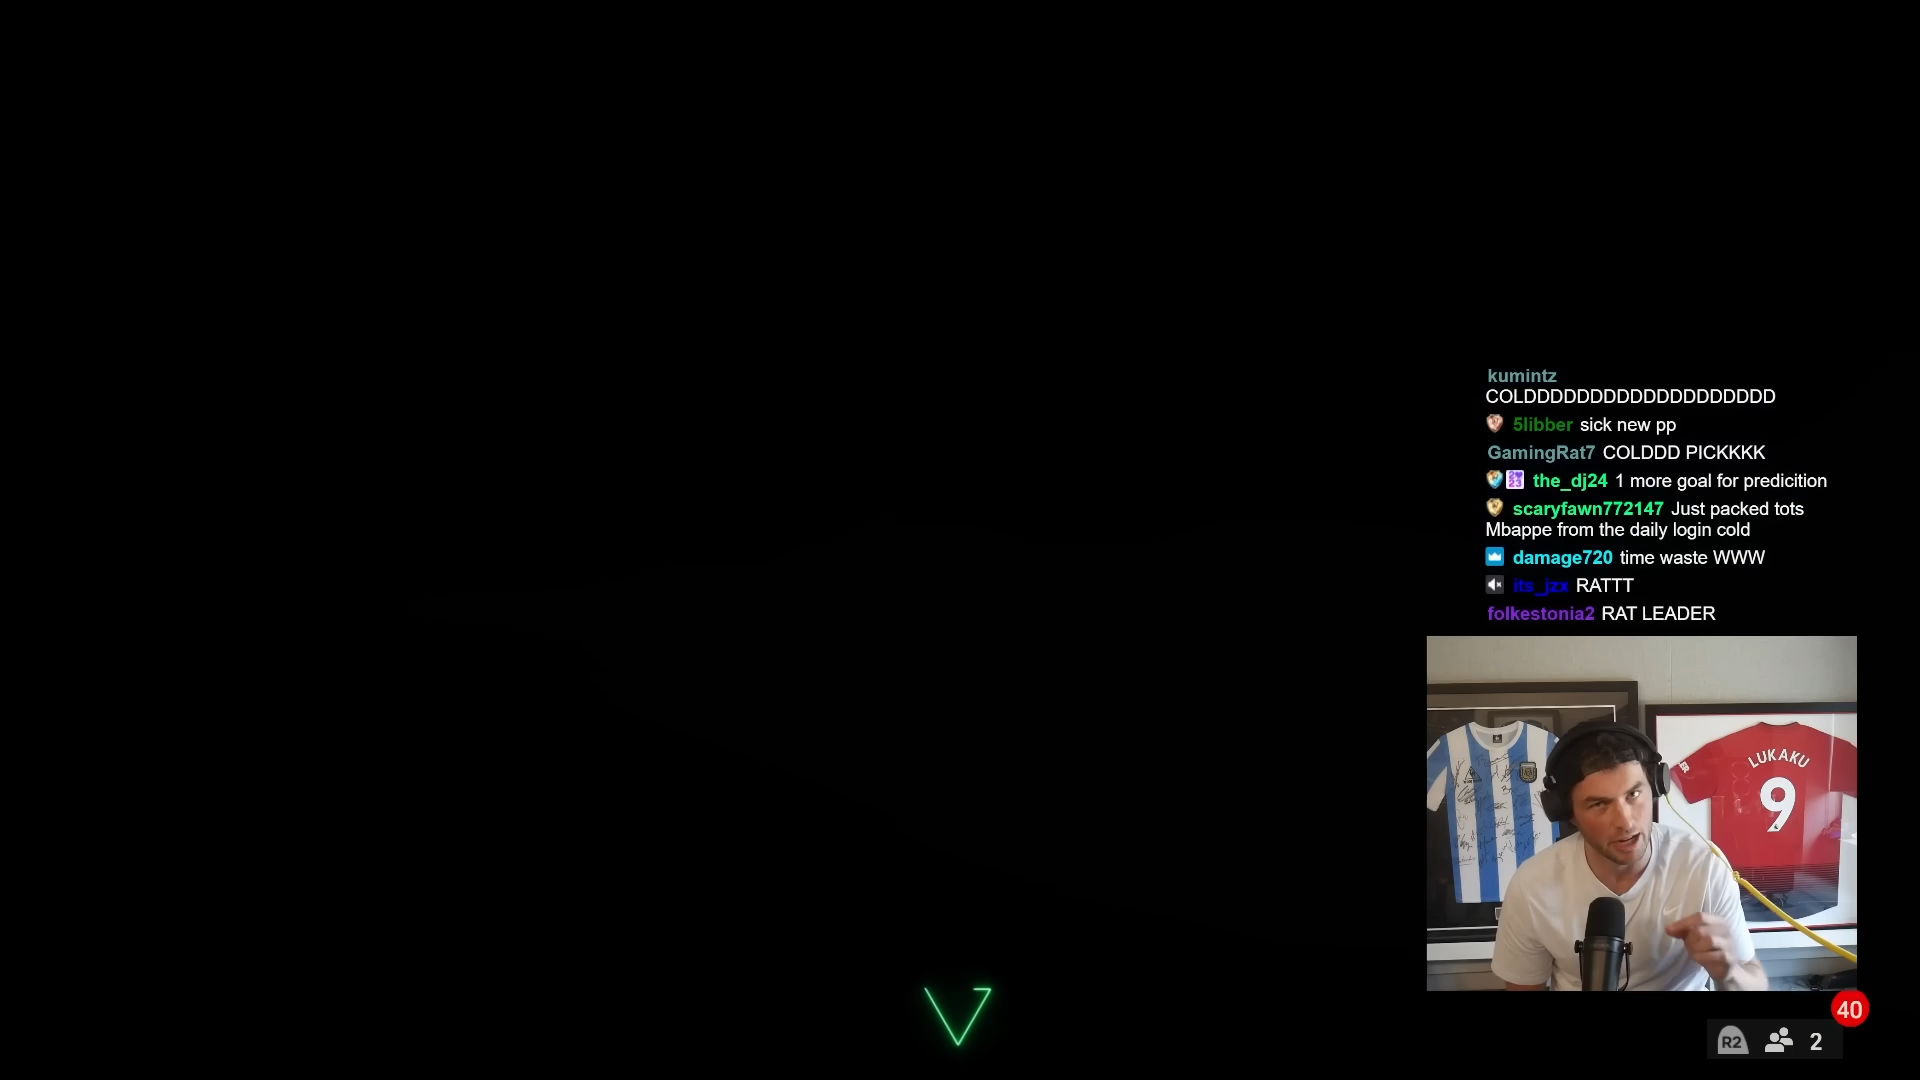 kumintz
COLDDDDDDDDDDDDDDDDDDD
5libber sick new pp
GamingRat7 COLDDD PICKKKK
the_dj24 1 more goal for predicition
scaryfawn772147 Just packed tots
Mbappe from the daily login cold
damage720 time waste WWW
its_jzx RATTT
folkestonia2 RAT LEADER
LUKAKU
9
40
R2 2